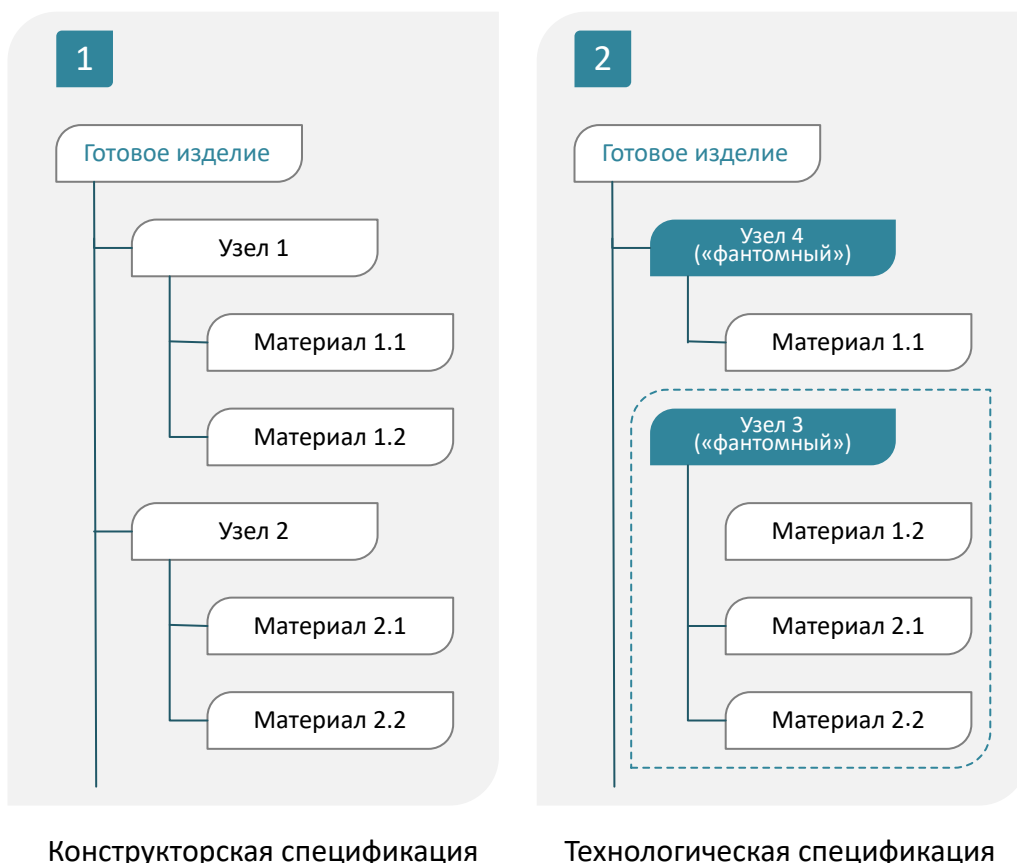 1
Готовое изделие
Узел 1
Материал 1.1
Материал 1.2
Узел 2
Материал 2.1
Материал 2.2
Конструкторская спецификация
2
Готовое изделие
Узел 4
(«фантомный»)
Материал 1.1
Узел 3
(«фантомный»)
Материал 1.2
Материал 2.1
Материал 2.2
Технологическая спецификация